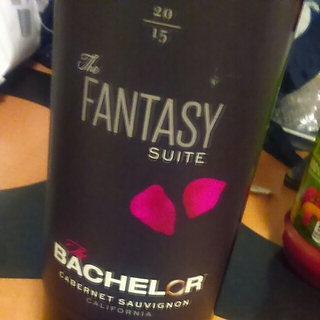 20
15
The
FANTASY
SUITE
The
BACHELOR
CABERNET SAUVIGNON
CALIFORNIA